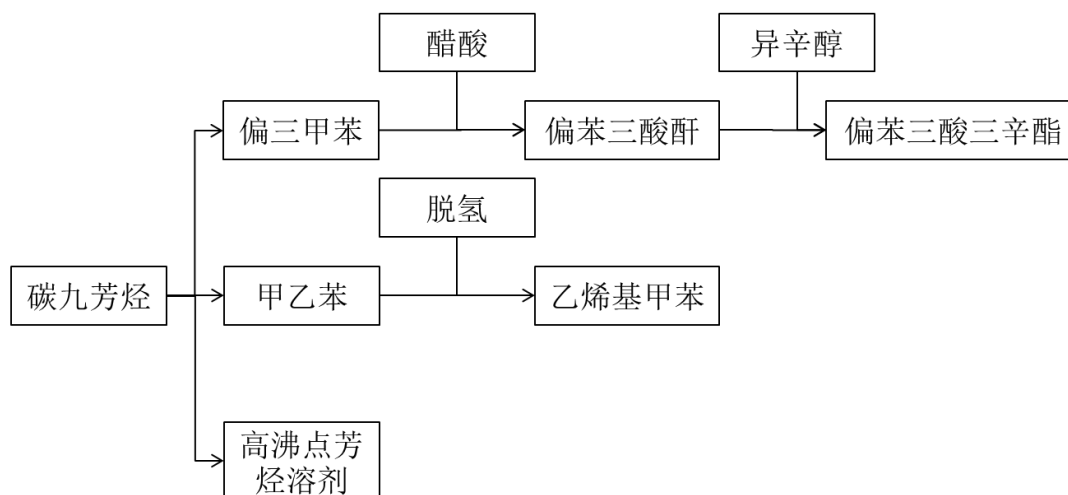 醋酸
异辛醇
偏三甲苯
偏苯三酸酐
偏苯三酸三辛酯
脱氢
碳九芳烃
甲乙苯
乙烯基甲苯
高沸点芳
烃溶剂